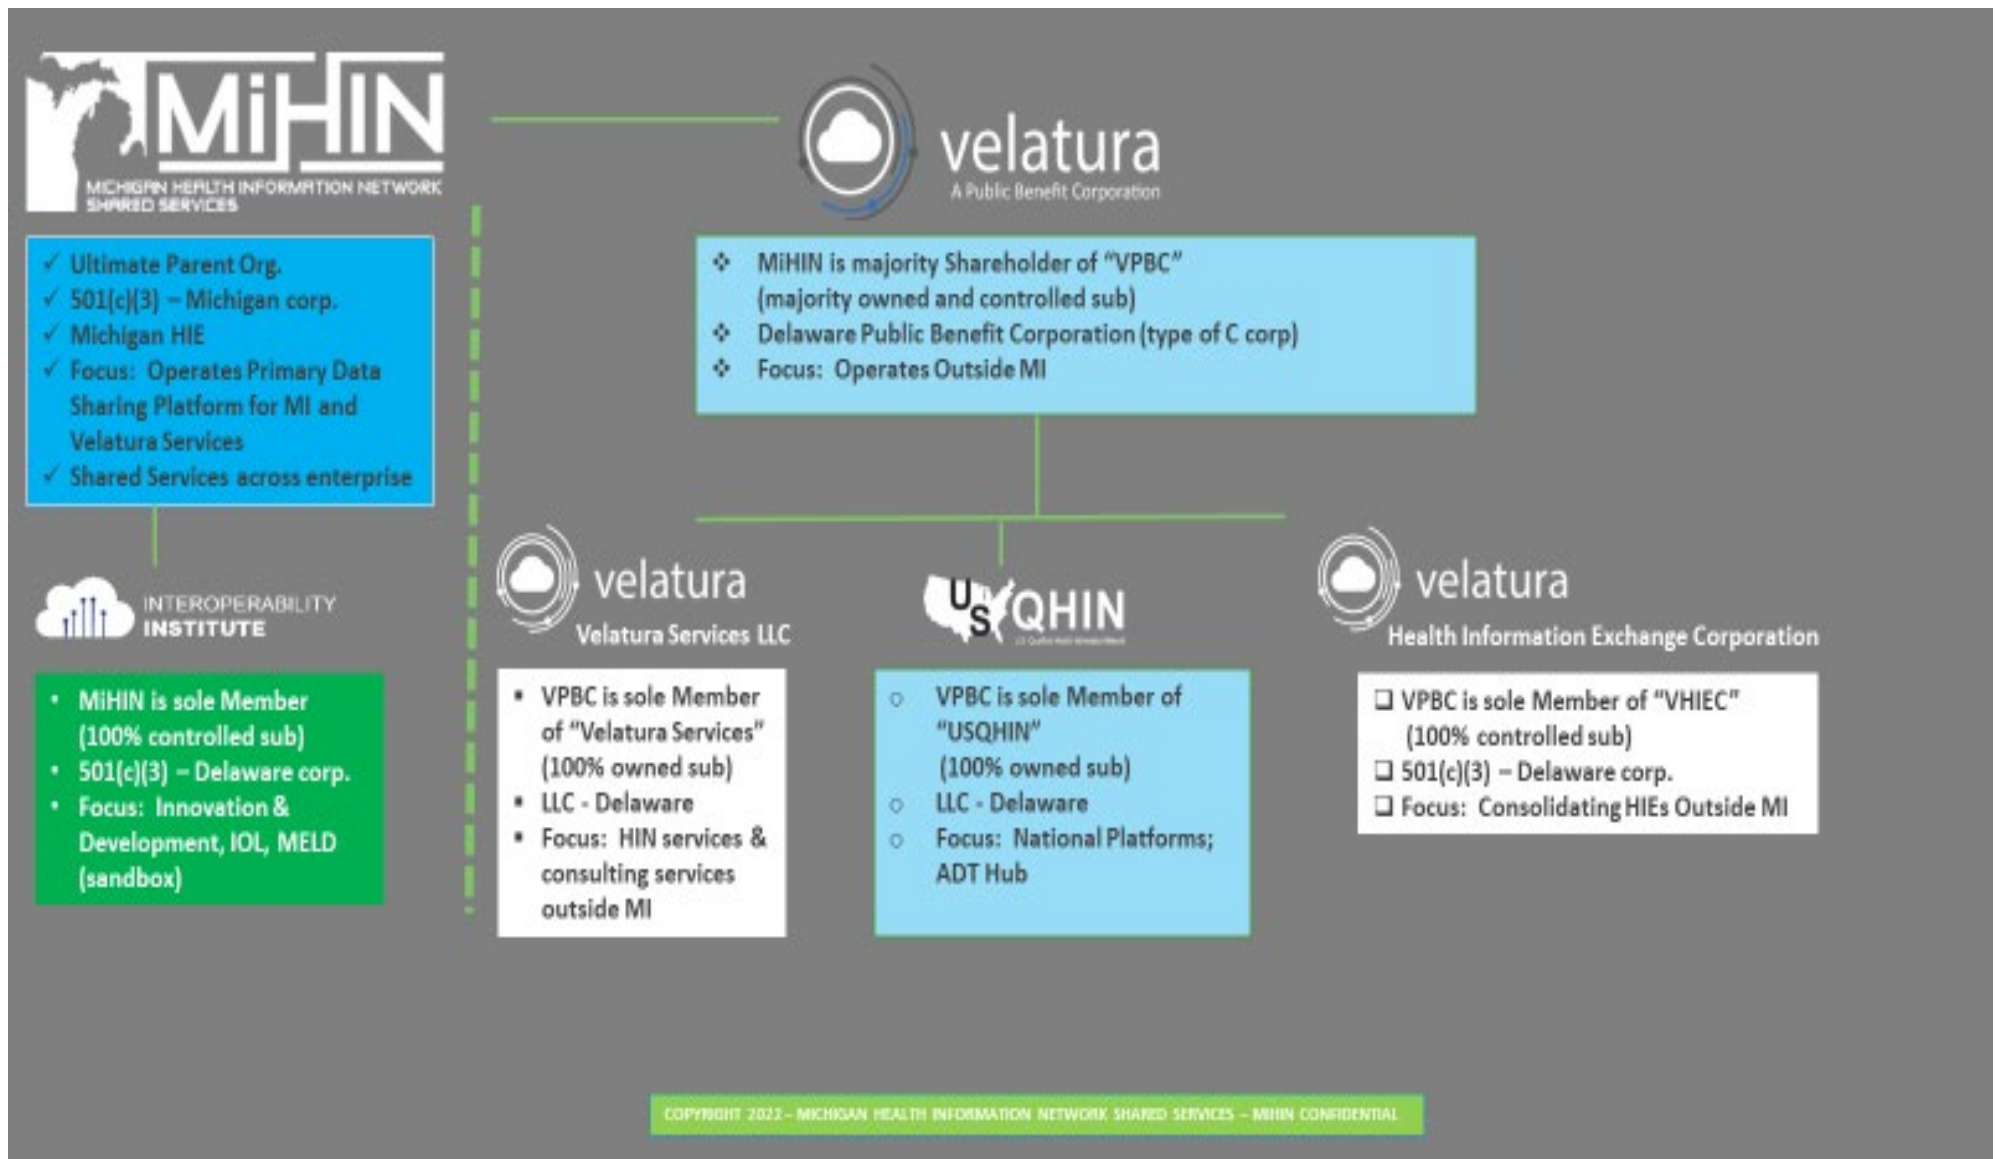 MiHIN
MICHIGAN HEALTH INFORMATION NETWORK
SHARED SERVICES
velatura
A Public Benefit Corporation
✓ Ultimate Parent Org.
✓ 501(c)(3) – Michigan corp.
✓ Michigan HIE
✓ Focus: Operates Primary Data
Sharing Platform for MI and
Velatura Services
✓ Shared Services across enterprise
❖ MiHIN is majority Shareholder of “VPBC”
(majority owned and controlled sub)
❖ Delaware Public Benefit Corporation (type of C corp)
❖ Focus: Operates Outside MI
INTEROPERABILITY
INSTITUTE
• MiHIN is sole Member
(100% controlled sub)
• 501(c)(3) – Delaware corp.
• Focus: Innovation &
Development, IOL, MELD
(sandbox)
velatura
Velatura Services LLC
▪ VPBC is sole Member
of “Velatura Services”
(100% owned sub)
▪ LLC - Delaware
▪ Focus: HIN services &
consulting services
outside MI
US QHIN
o VPBC is sole Member of
“USQHIN”
(100% owned sub)
o LLC - Delaware
o Focus: National Platforms;
ADT Hub
velatura
Health Information Exchange Corporation
❑ VPBC is sole Member of “VHIEC”
(100% controlled sub)
❑ 501(c)(3) – Delaware corp.
❑ Focus: Consolidating HIEs Outside MI
COPYRIGHT 2022 – MICHIGAN HEALTH INFORMATION NETWORK SHARED SERVICES – MIHIN CONFIDENTIAL